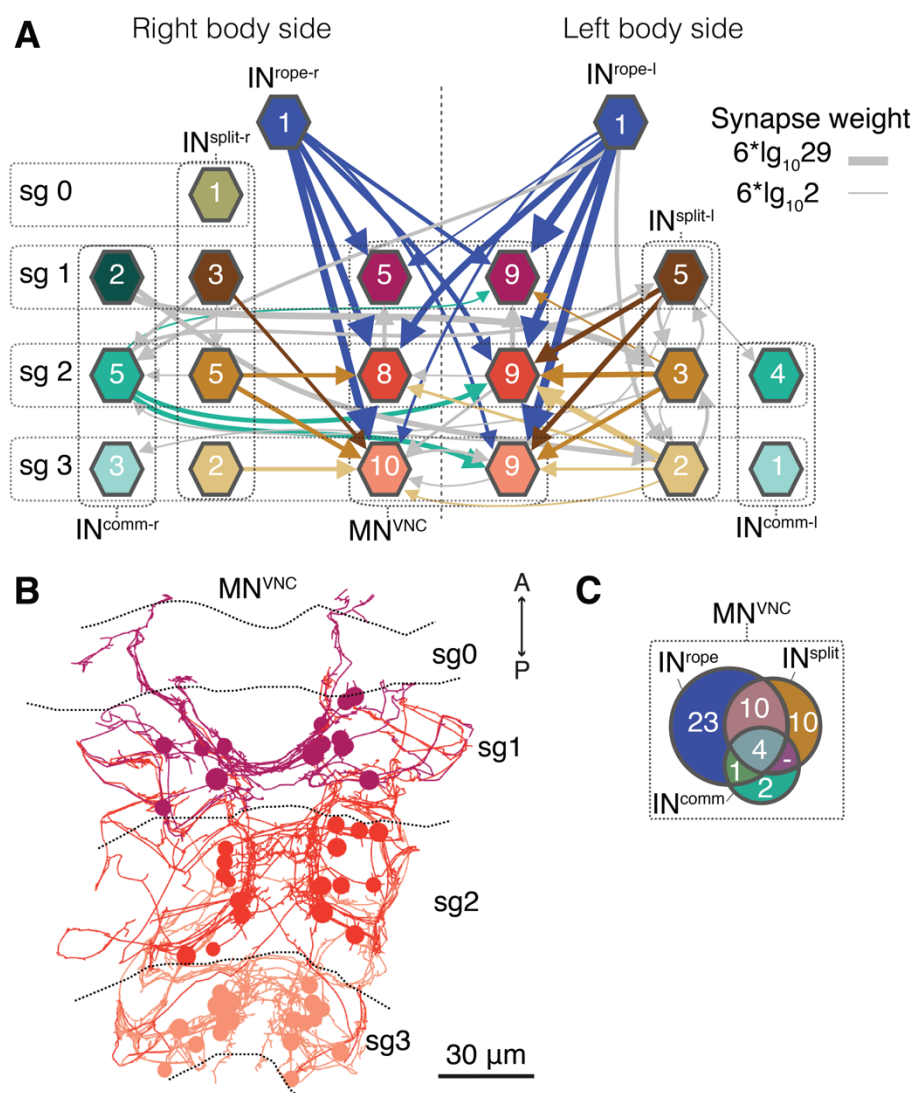 A
Right body side
Left body side
IN^rope-r
IN^rope-l
1
1
Synapse weight
6*lg₁₀29
6*lg₁₀2
IN^split-r
sg 0
1
IN^split-l
sg 1
2
3
5
9
5
sg 2
5
5
8
9
3
4
sg 3
3
2
10
9
2
1
IN^comm-r
MN^VNC
IN^comm-l
B
MN^VNC
A
P
sg0
sg1
sg2
sg3
30 µm
C
MN^VNC
IN^rope
IN^split
23
10
10
4
-
1
2
IN^comm